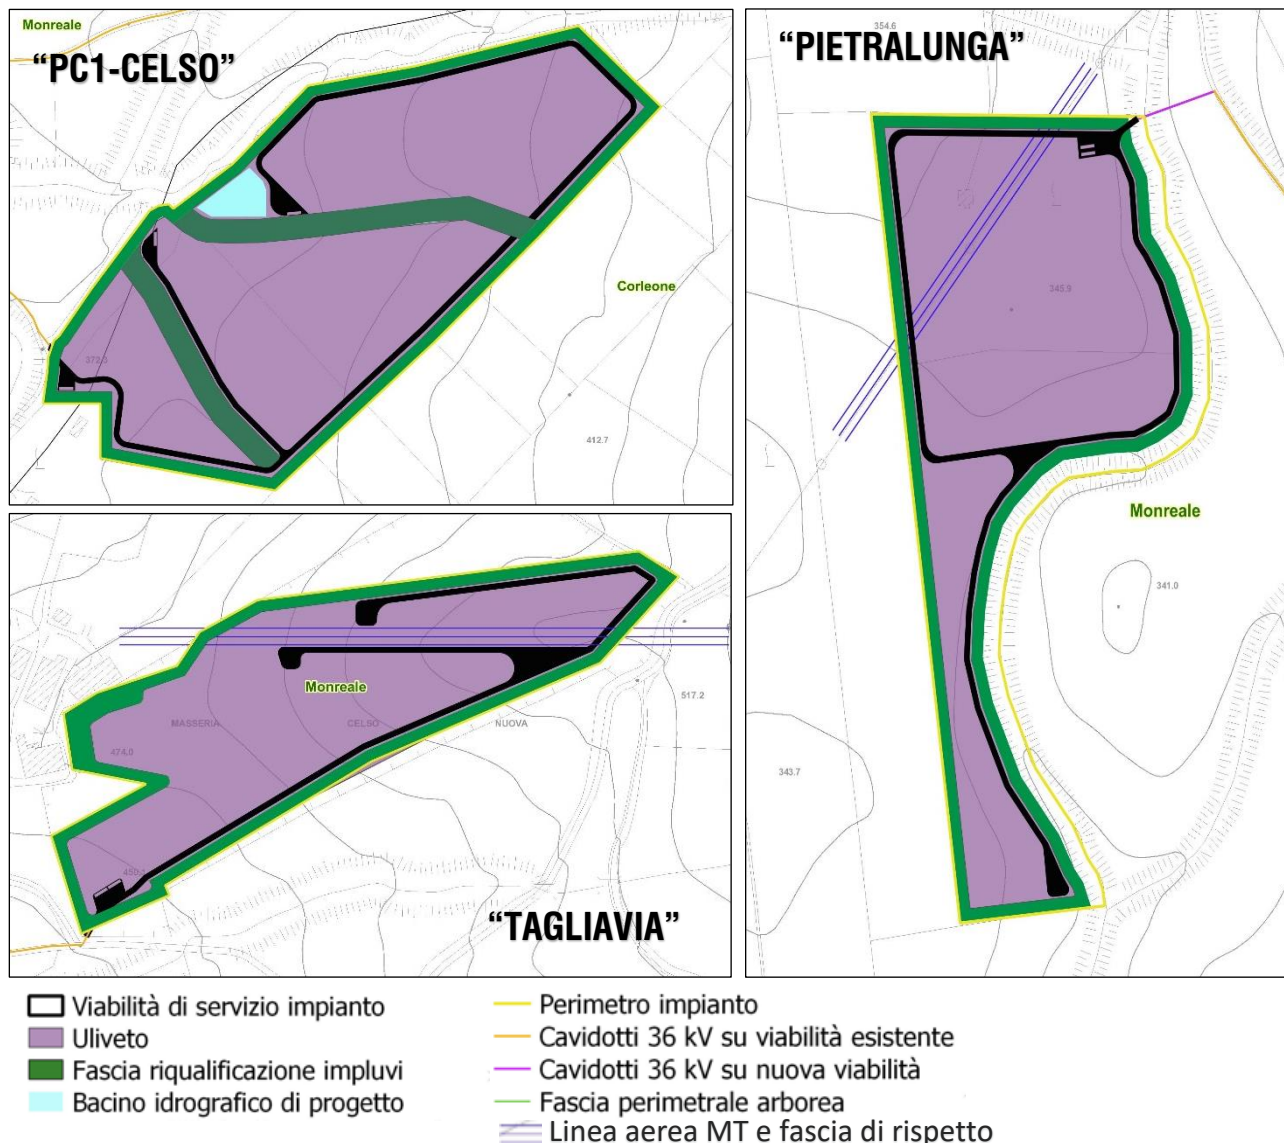 Monreale
“PC1-CELSO”
Corleone
372.3
412.7
“PIETRALUNGA”
354.6
345.9
Monreale
341.0
343.7
Monreale
MASSERIA CELSO NUOVA
474.0
517.2
“TAGLIAVIA”
Viabilità di servizio impianto
Uliveto
Fascia riqualificazione impluvi
Bacino idrografico di progetto
Perimetro impianto
Cavidotti 36 kV su viabilità esistente
Cavidotti 36 kV su nuova viabilità
Fascia perimetrale arborea
Linea aerea MT e fascia di rispetto